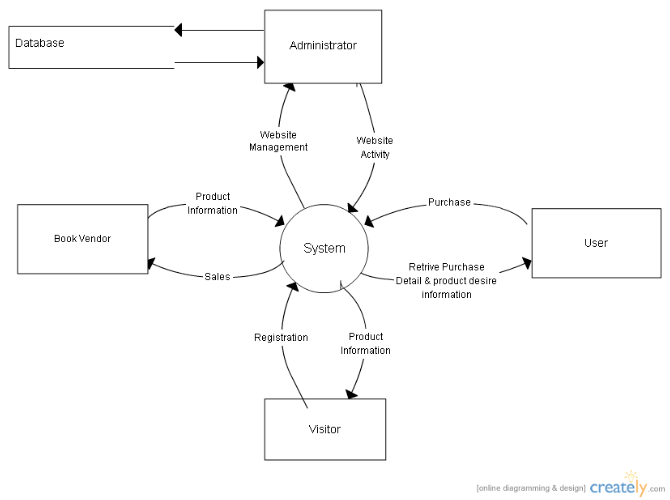 Database
Administrator
Website
Management
Website
Activity
Product
Information
Purchase
Book Vendor
System
User
Sales
Retrive Purchase
Detail & product desire
information
Registration
Product
Information
Visitor
[online diagramming & design] creately.com